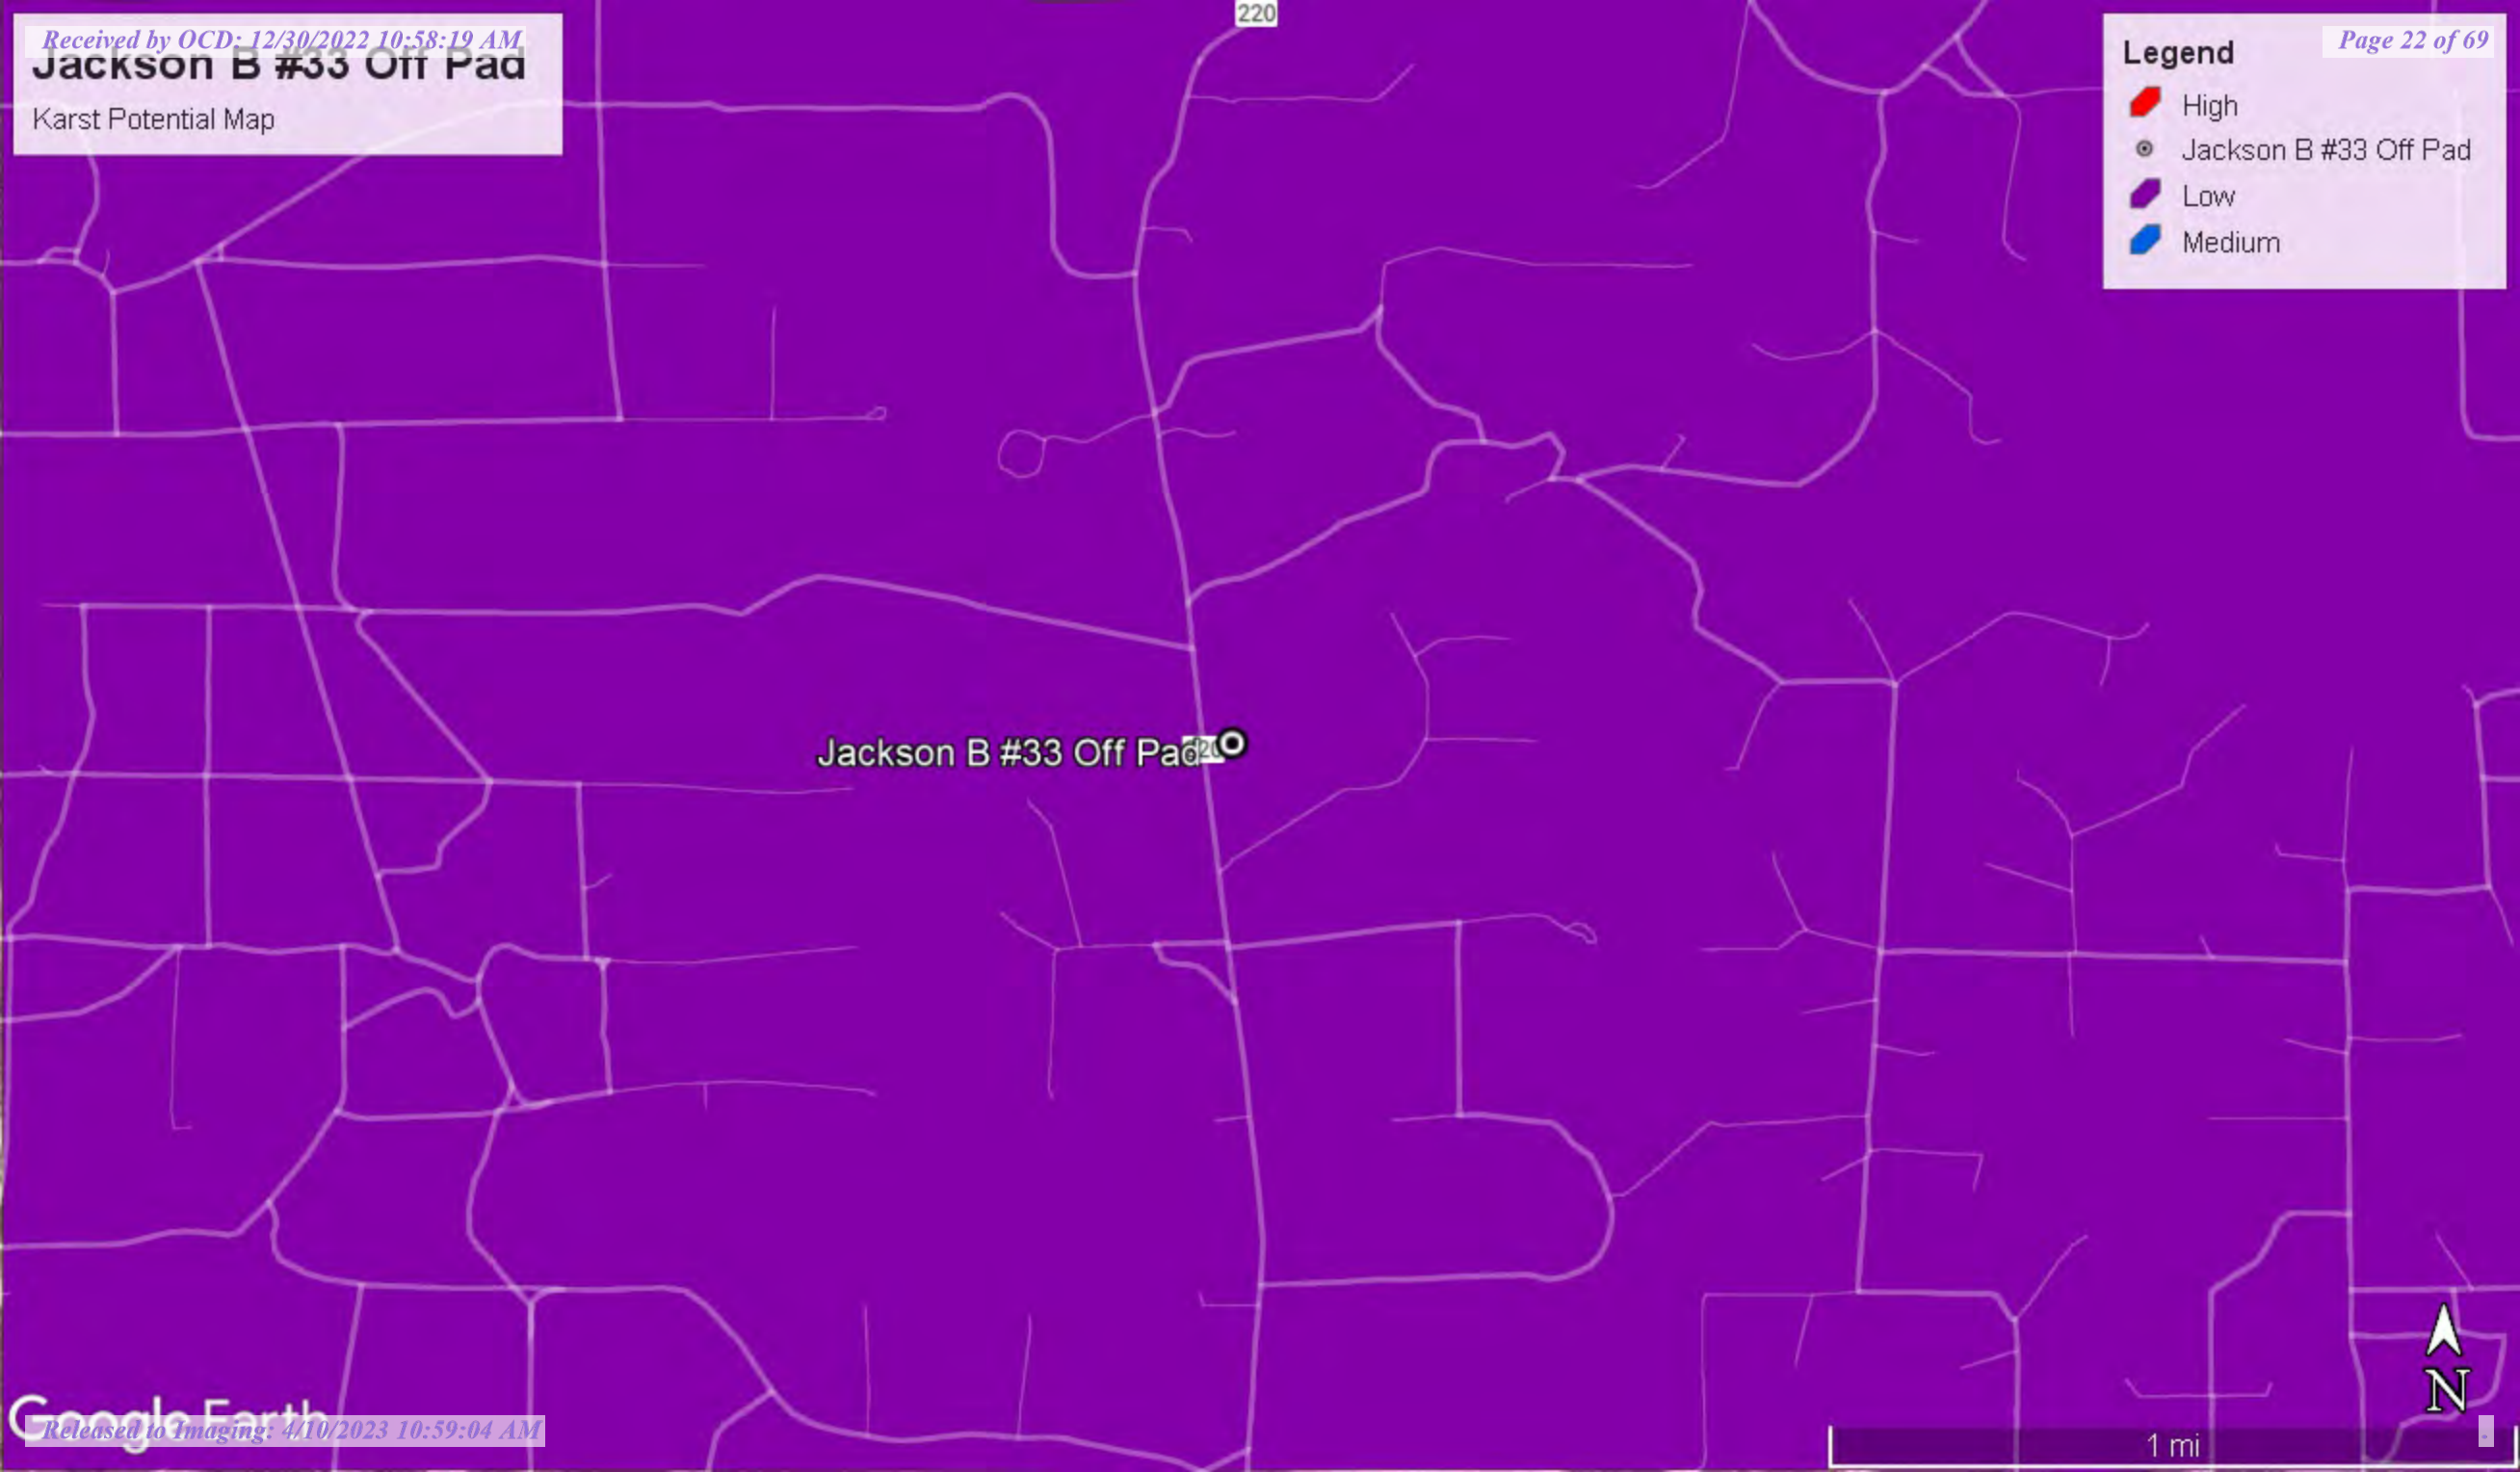 220
Received by OCD: 12/30/2022 10:58:19 AM
Page 22 of 69
Jackson B #33 Off Pad
Karst Potential Map
Legend
High
Jackson B #33 Off Pad
Low
Medium
Jackson B #33 Off Pad
N
Google Earth
Released to Imaging: 4/10/2023 10:59:04 AM
1 mi